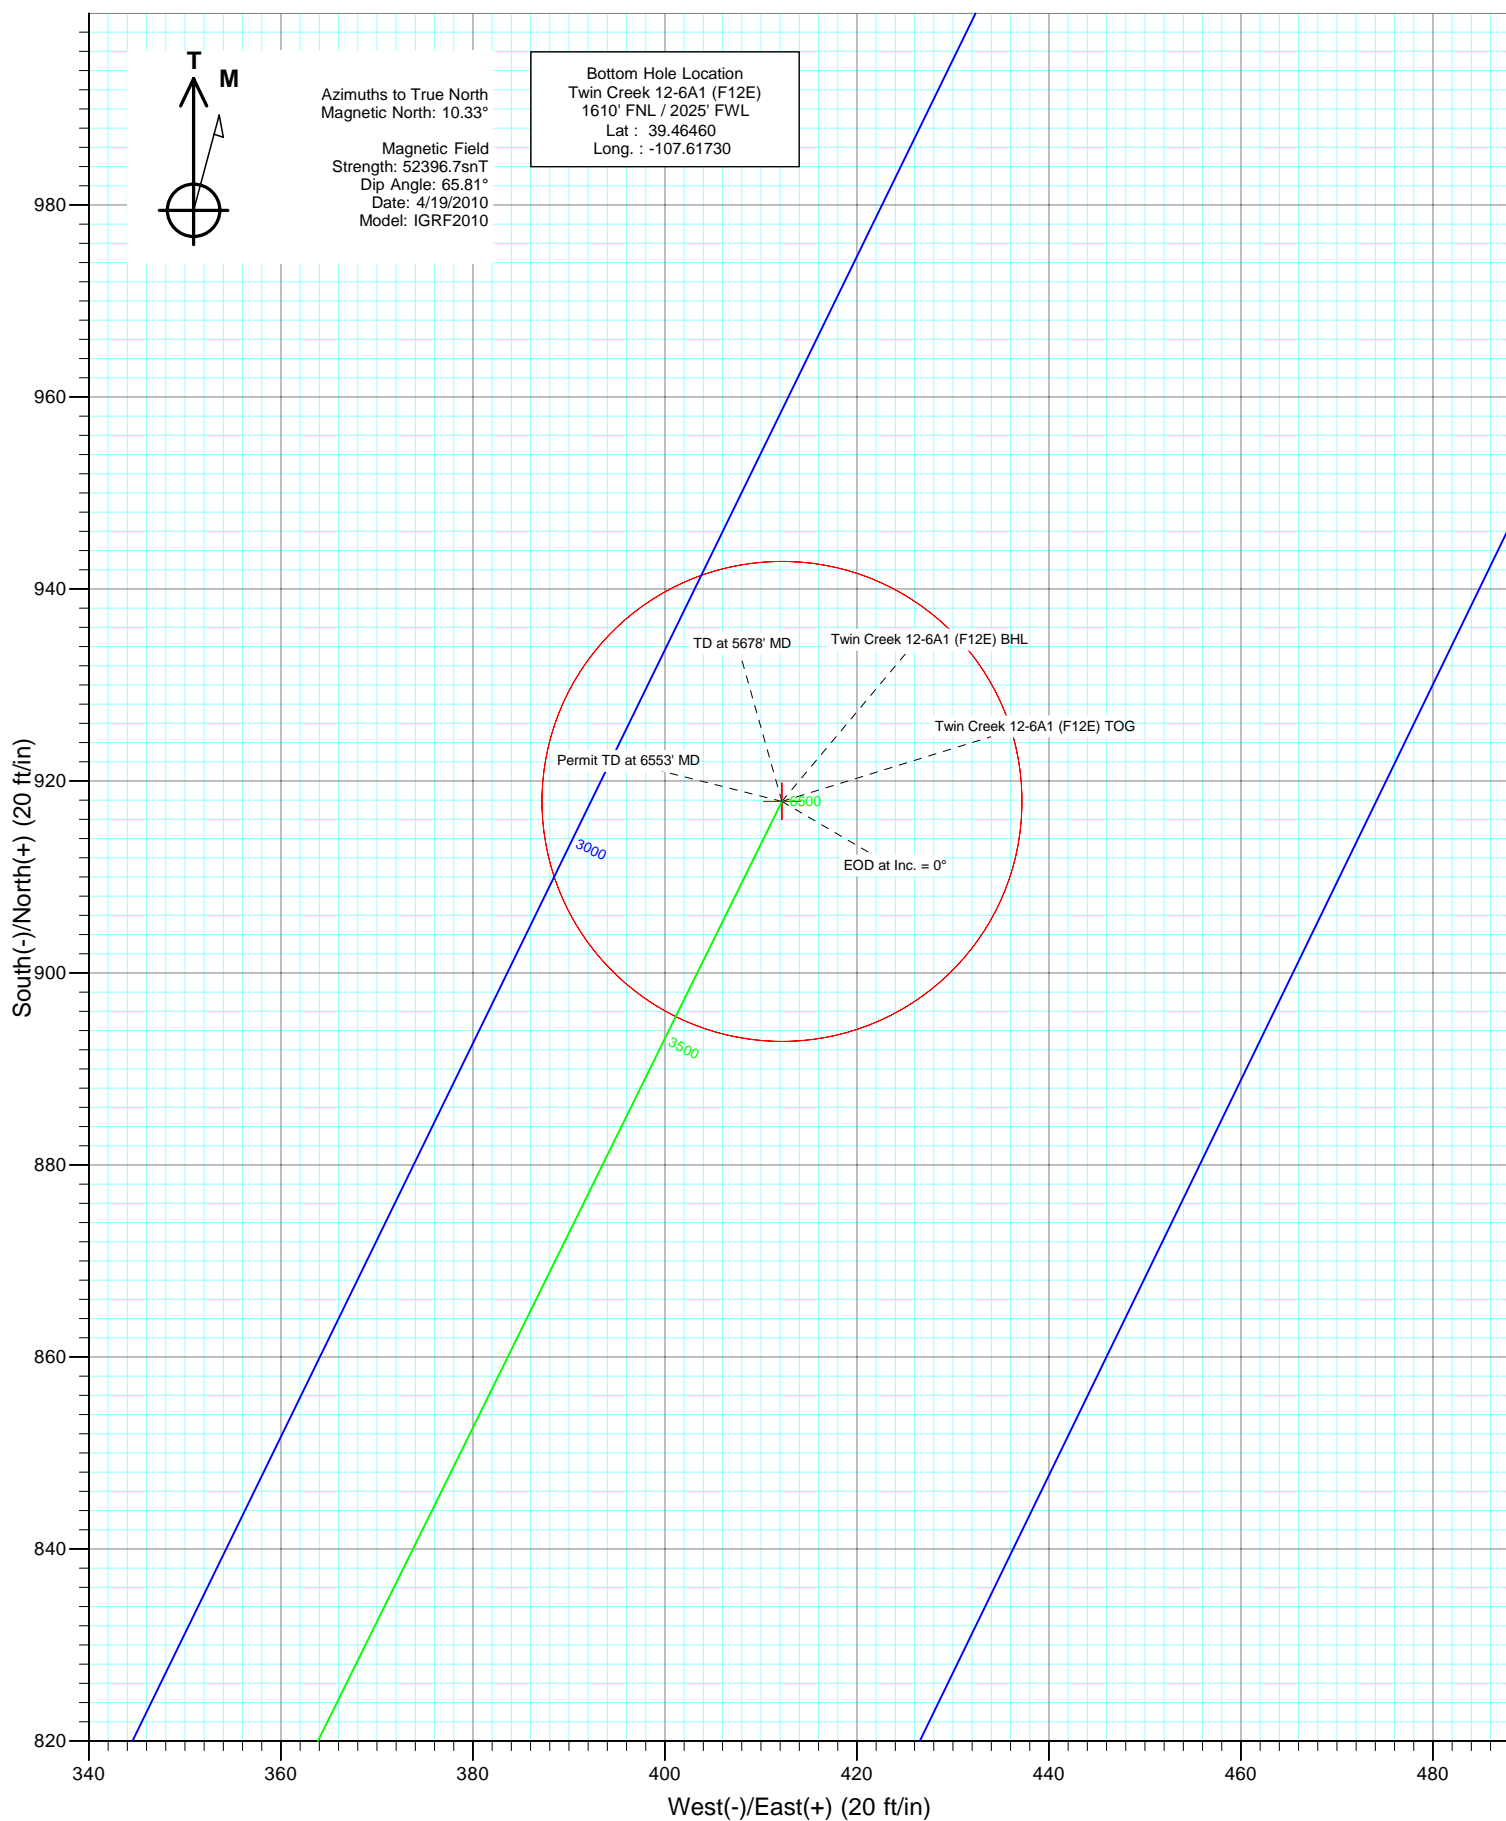 T
M
Azimuths to True North
Magnetic North: 10.33°
Magnetic Field
Strength: 52396.7snT
Dip Angle: 65.81°
Date: 4/19/2010
Model: IGRF2010
Bottom Hole Location
Twin Creek 12-6A1 (F12E)
1610' FNL / 2025' FWL
Lat : 39.46460
Long. : -107.61730
980
960
940
920
900
880
860
840
820
South(-)/North(+) (20 ft/in)
TD at 5678' MD
Twin Creek 12-6A1 (F12E) BHL
Twin Creek 12-6A1 (F12E) TOG
Permit TD at 6553' MD
6500
EOD at Inc. = 0°
3000
3500
340 360 380 400 420 440 460 480
West(-)/East(+) (20 ft/in)